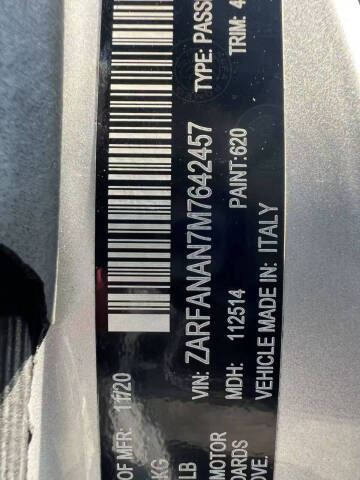 OF MFR: 11/20
KG
LB
MOTOR
DARDS
OVE.
VIN: ZARFANAN7M7642457 TYPE: PASS
MDH: 112514 PAINT:620 TRIM: 4
VEHICLE MADE IN: ITALY